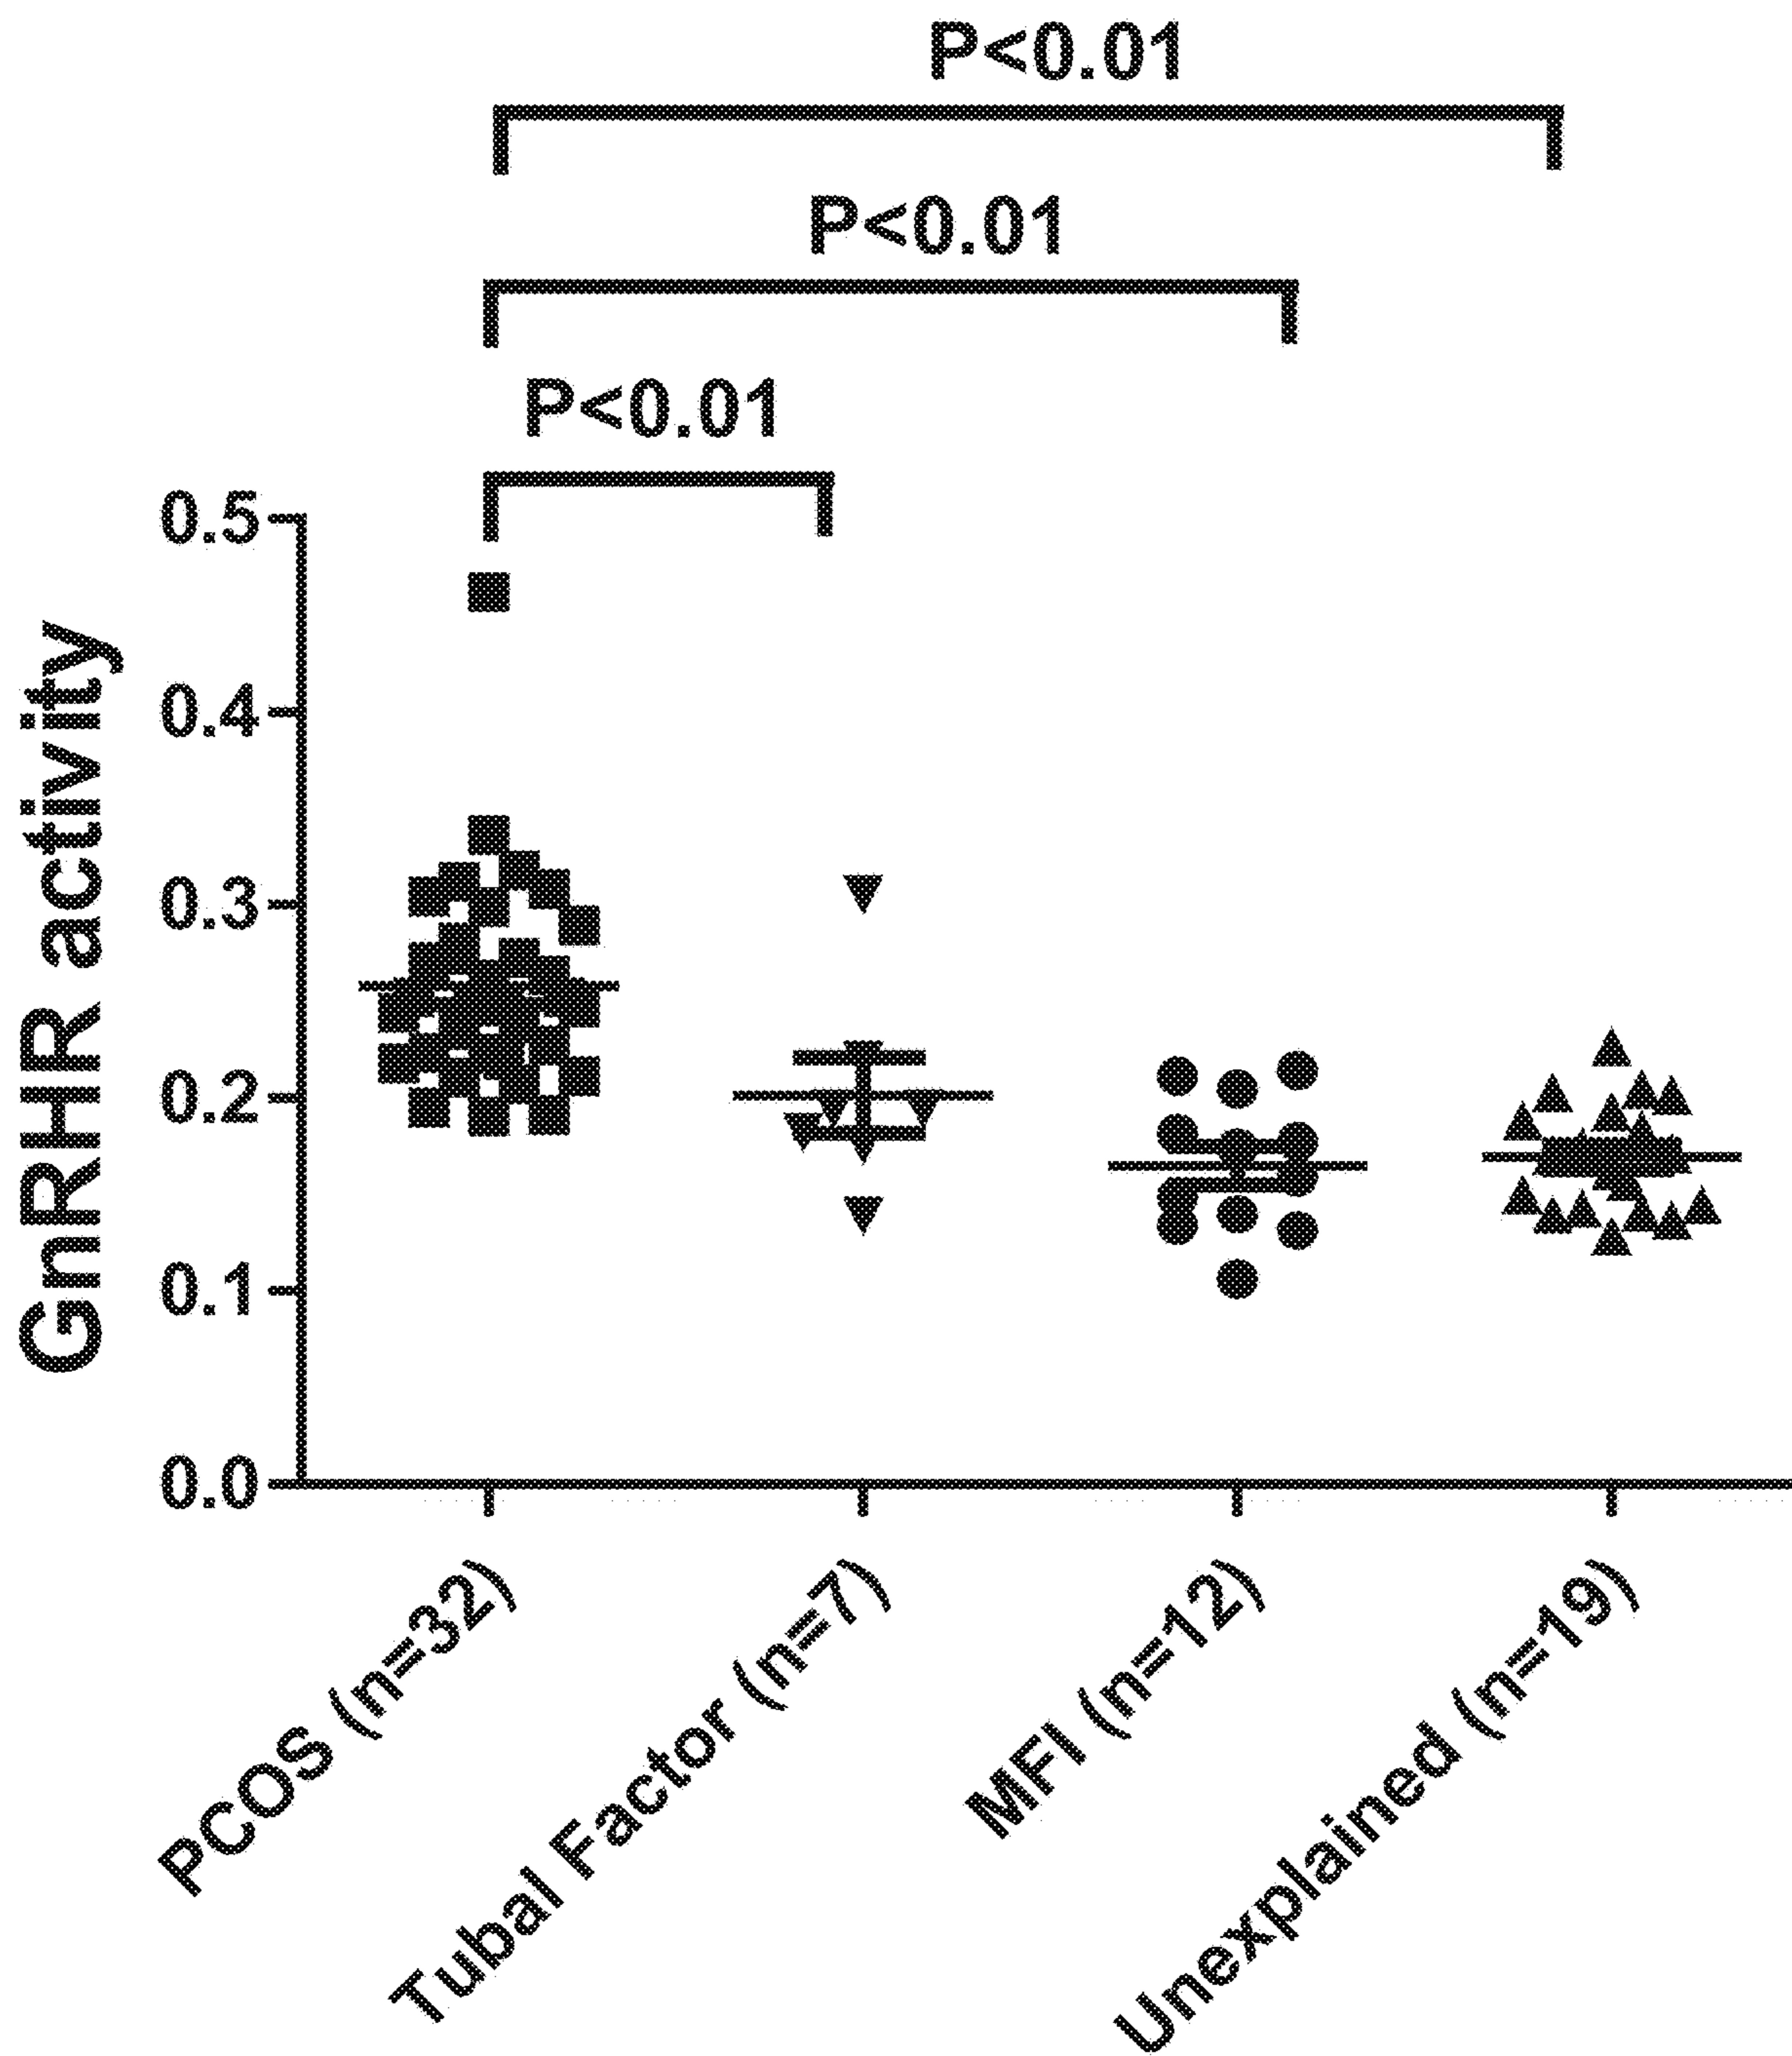 P<0.01
P<0.01
P<0.01
GnRHR activity
0.5
0.4
0.3
0.2
0.1
0.0
PCOS (n=32)
Tubal Factor (n=7)
MFI (n=12)
Unexplained (n=19)